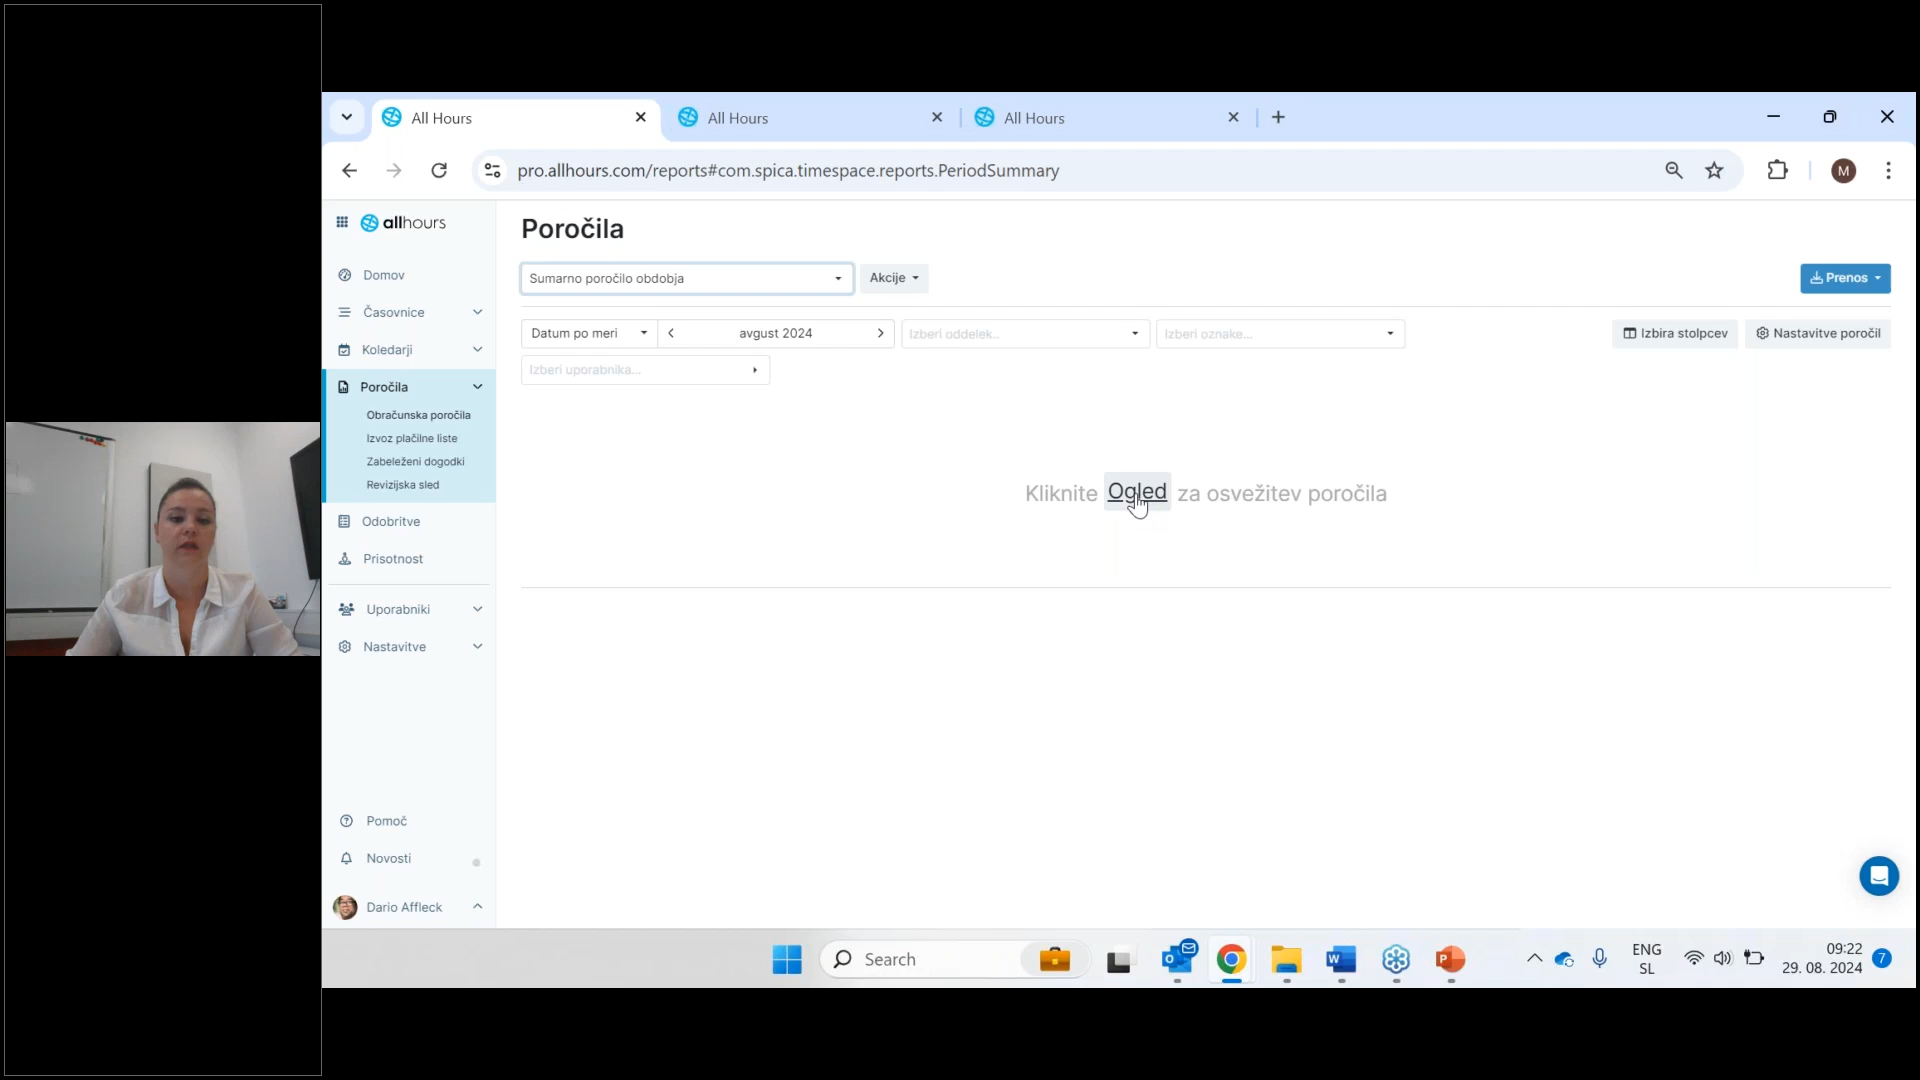 All Hours
All Hours
All Hours
pro.allhours.com/reports#com.spica.timespace.reports.PeriodSummary
M
allhours
Domov
Časovnice
Koledarji
Poročila
Obračunska poročila
Izvoz plačilne liste
Zabeleženi dogodki
Revizijska sled
Odobritve
Prisotnost
Uporabniki
Nastavitve
Pomoč
Novosti
Dario Affleck
Poročila
Sumarno poročilo obdobja
Akcije
Prenos
Datum po meri
avgust 2024
Izberi oddelek..
Izberi oznake...
Izbira stolpcev
Nastavitve poročil
Izberi uporabnika...
Kliknite Ogled za osvežitev poročila
Search
ENG
SL
09:22
29. 08. 2024
7